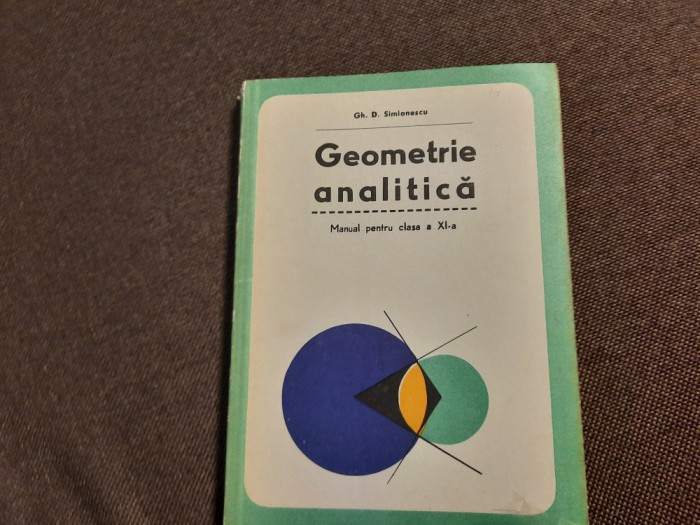 Gh. D. Simionescu
Geometrie
analitică
Manual pentru clasa a XI-a